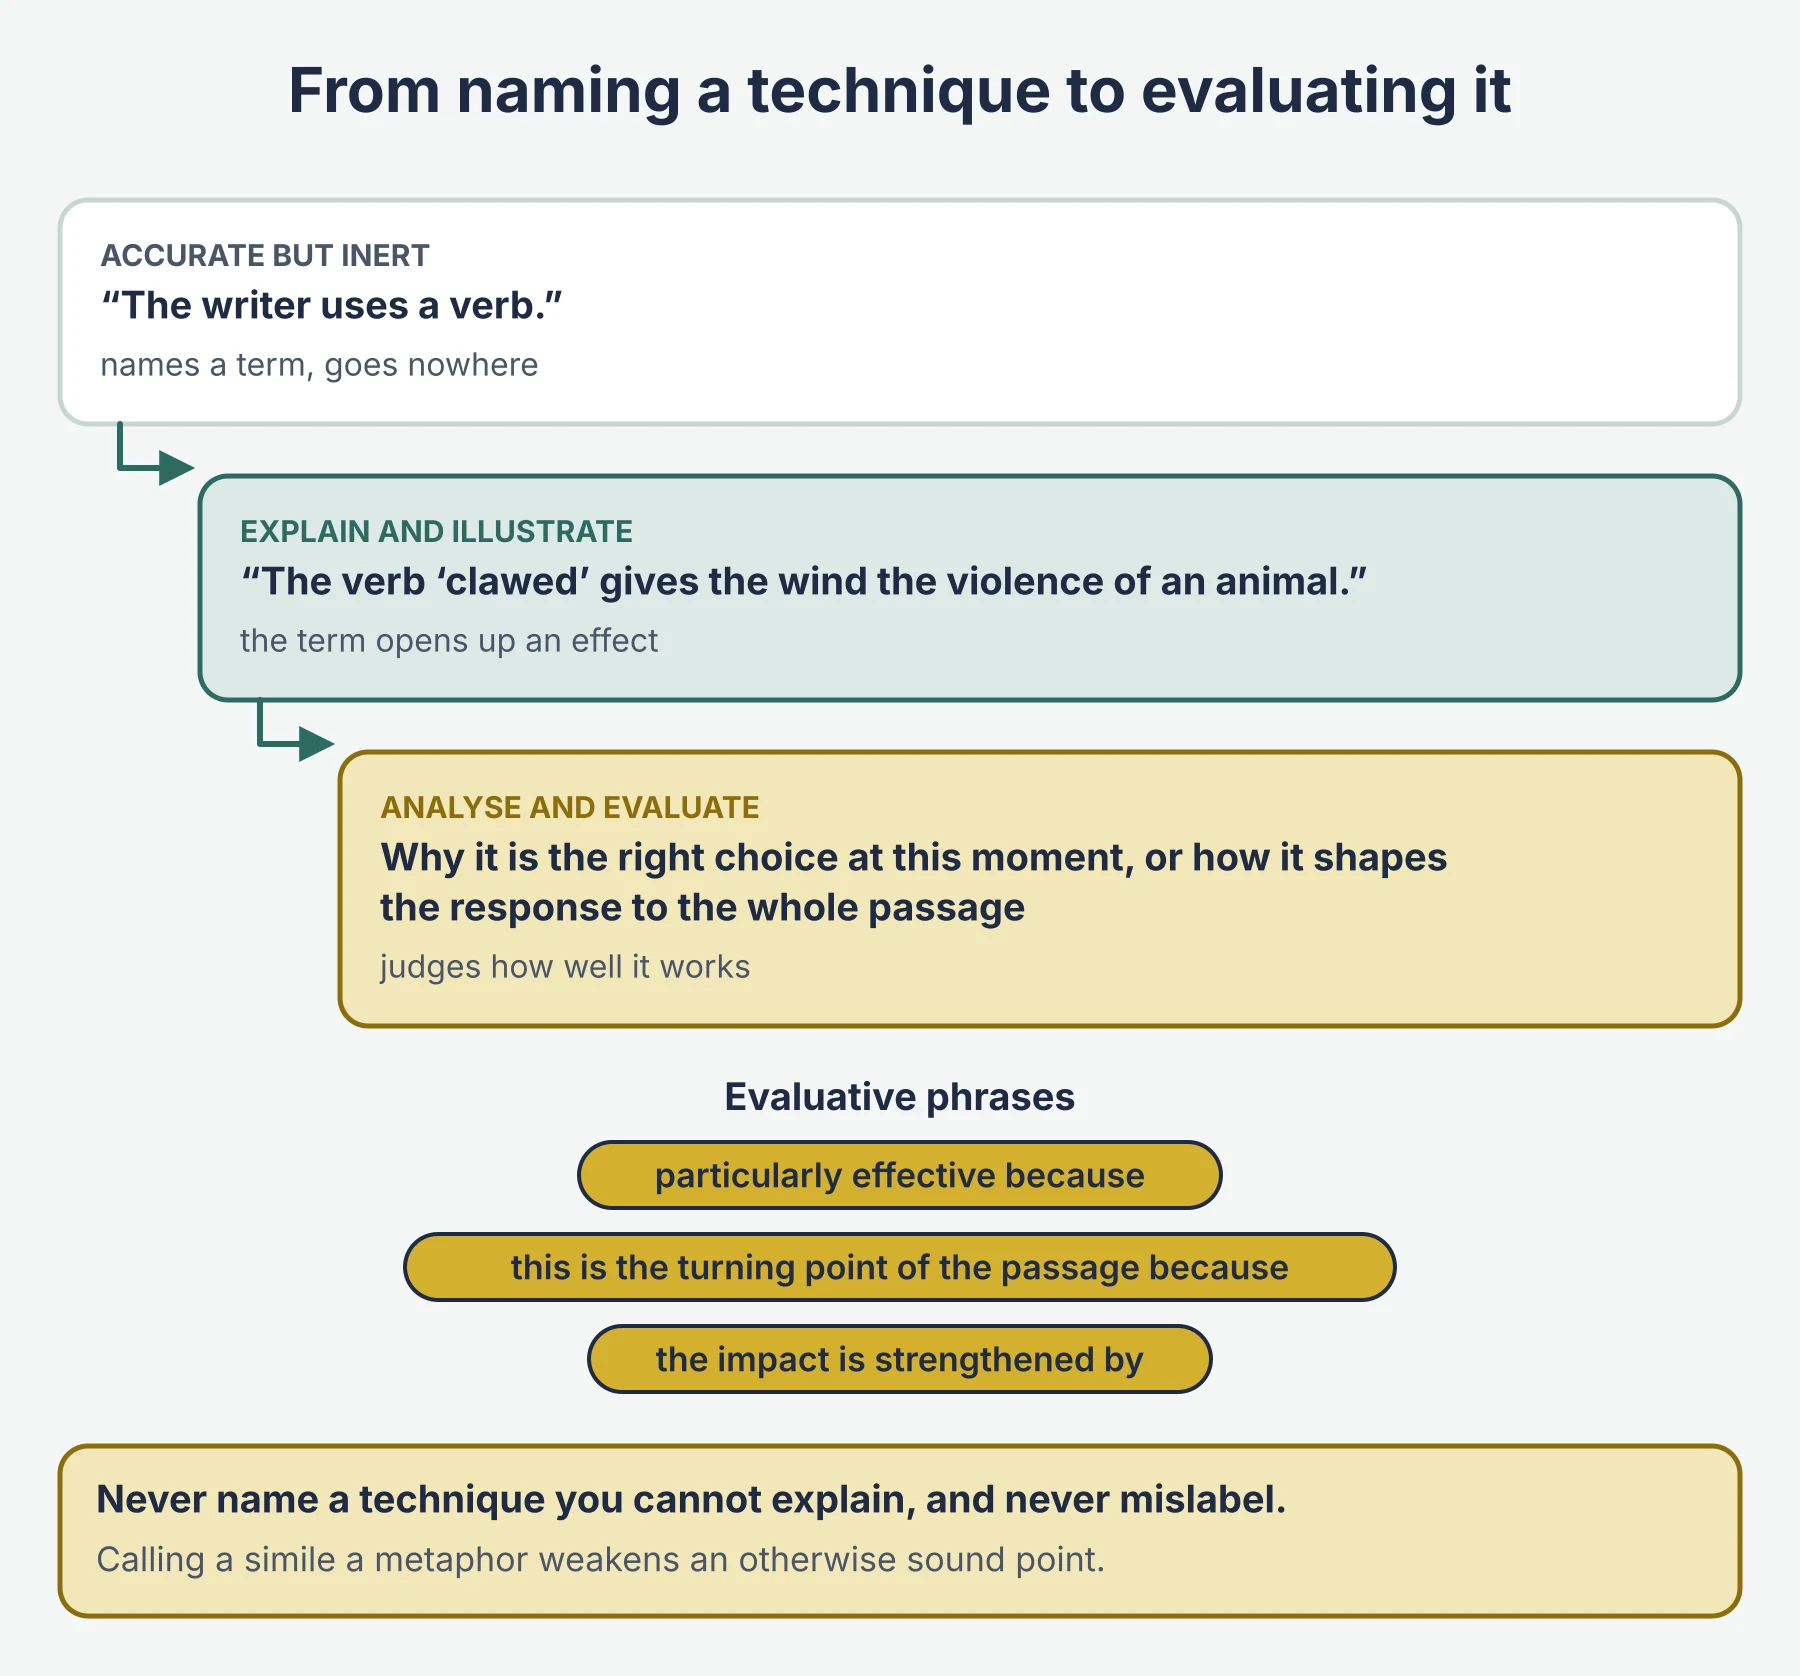 From naming a technique to evaluating it
ACCURATE BUT INERT
“The writer uses a verb.”
names a term, goes nowhere
EXPLAIN AND ILLUSTRATE
“The verb ‘clawed’ gives the wind the violence of an animal.”
the term opens up an effect
ANALYSE AND EVALUATE
Why it is the right choice at this moment, or how it shapes
the response to the whole passage
judges how well it works
Evaluative phrases
particularly effective because
this is the turning point of the passage because
the impact is strengthened by
Never name a technique you cannot explain, and never mislabel.
Calling a simile a metaphor weakens an otherwise sound point.